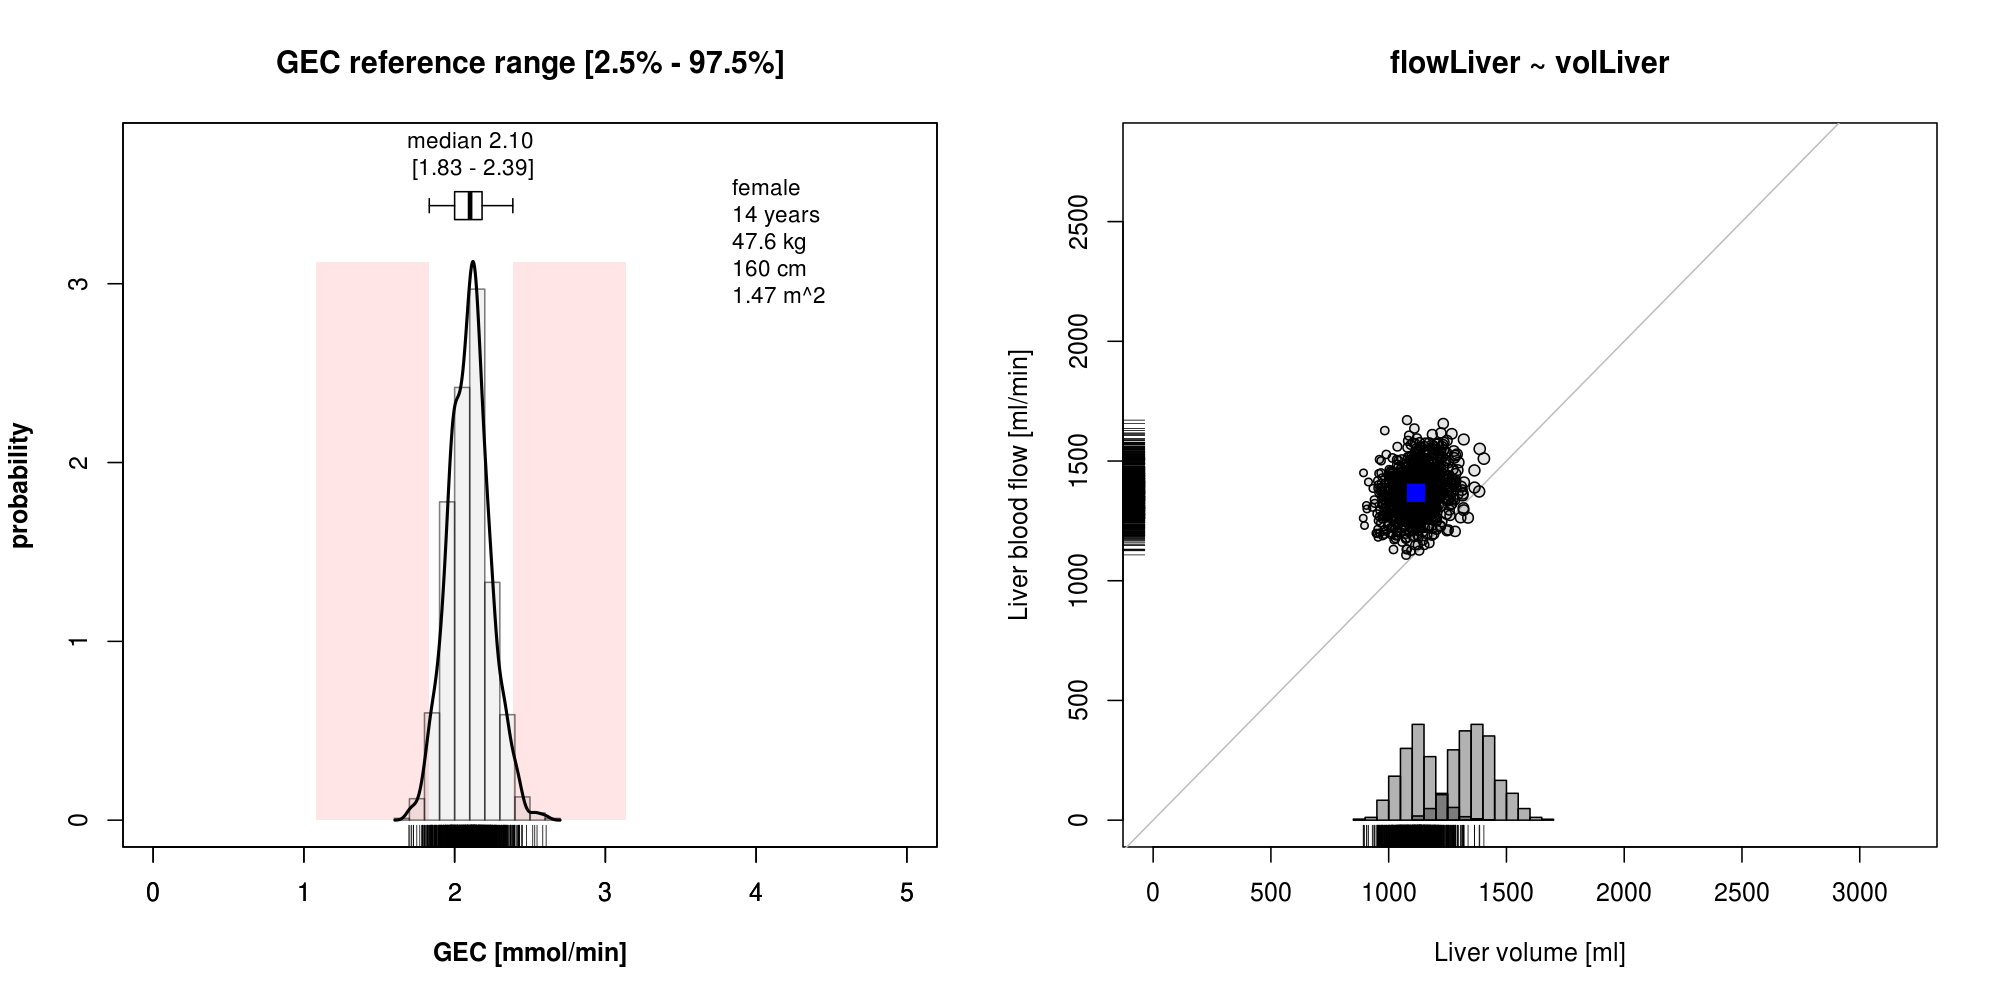 GEC reference range [2.5% - 97.5%]
median 2.10
[1.83 - 2.39]
female
14 years
47.6 kg
160 cm
1.47 m^2
probability
0
1
2
3
0 1 2 3 4 5
GEC [mmol/min]
flowLiver ~ volLiver
Liver blood flow [ml/min]
0
500
1000
1500
2000
2500
0 500 1000 1500 2000 2500 3000
Liver volume [ml]